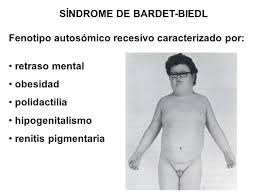 SÍNDROME DE BARDET-BIEDL
Fenotipo autosómico recesivo caracterizado por:
• retraso mental
• obesidad
• polidactilia
• hipogenitalismo
• renitis pigmentaria